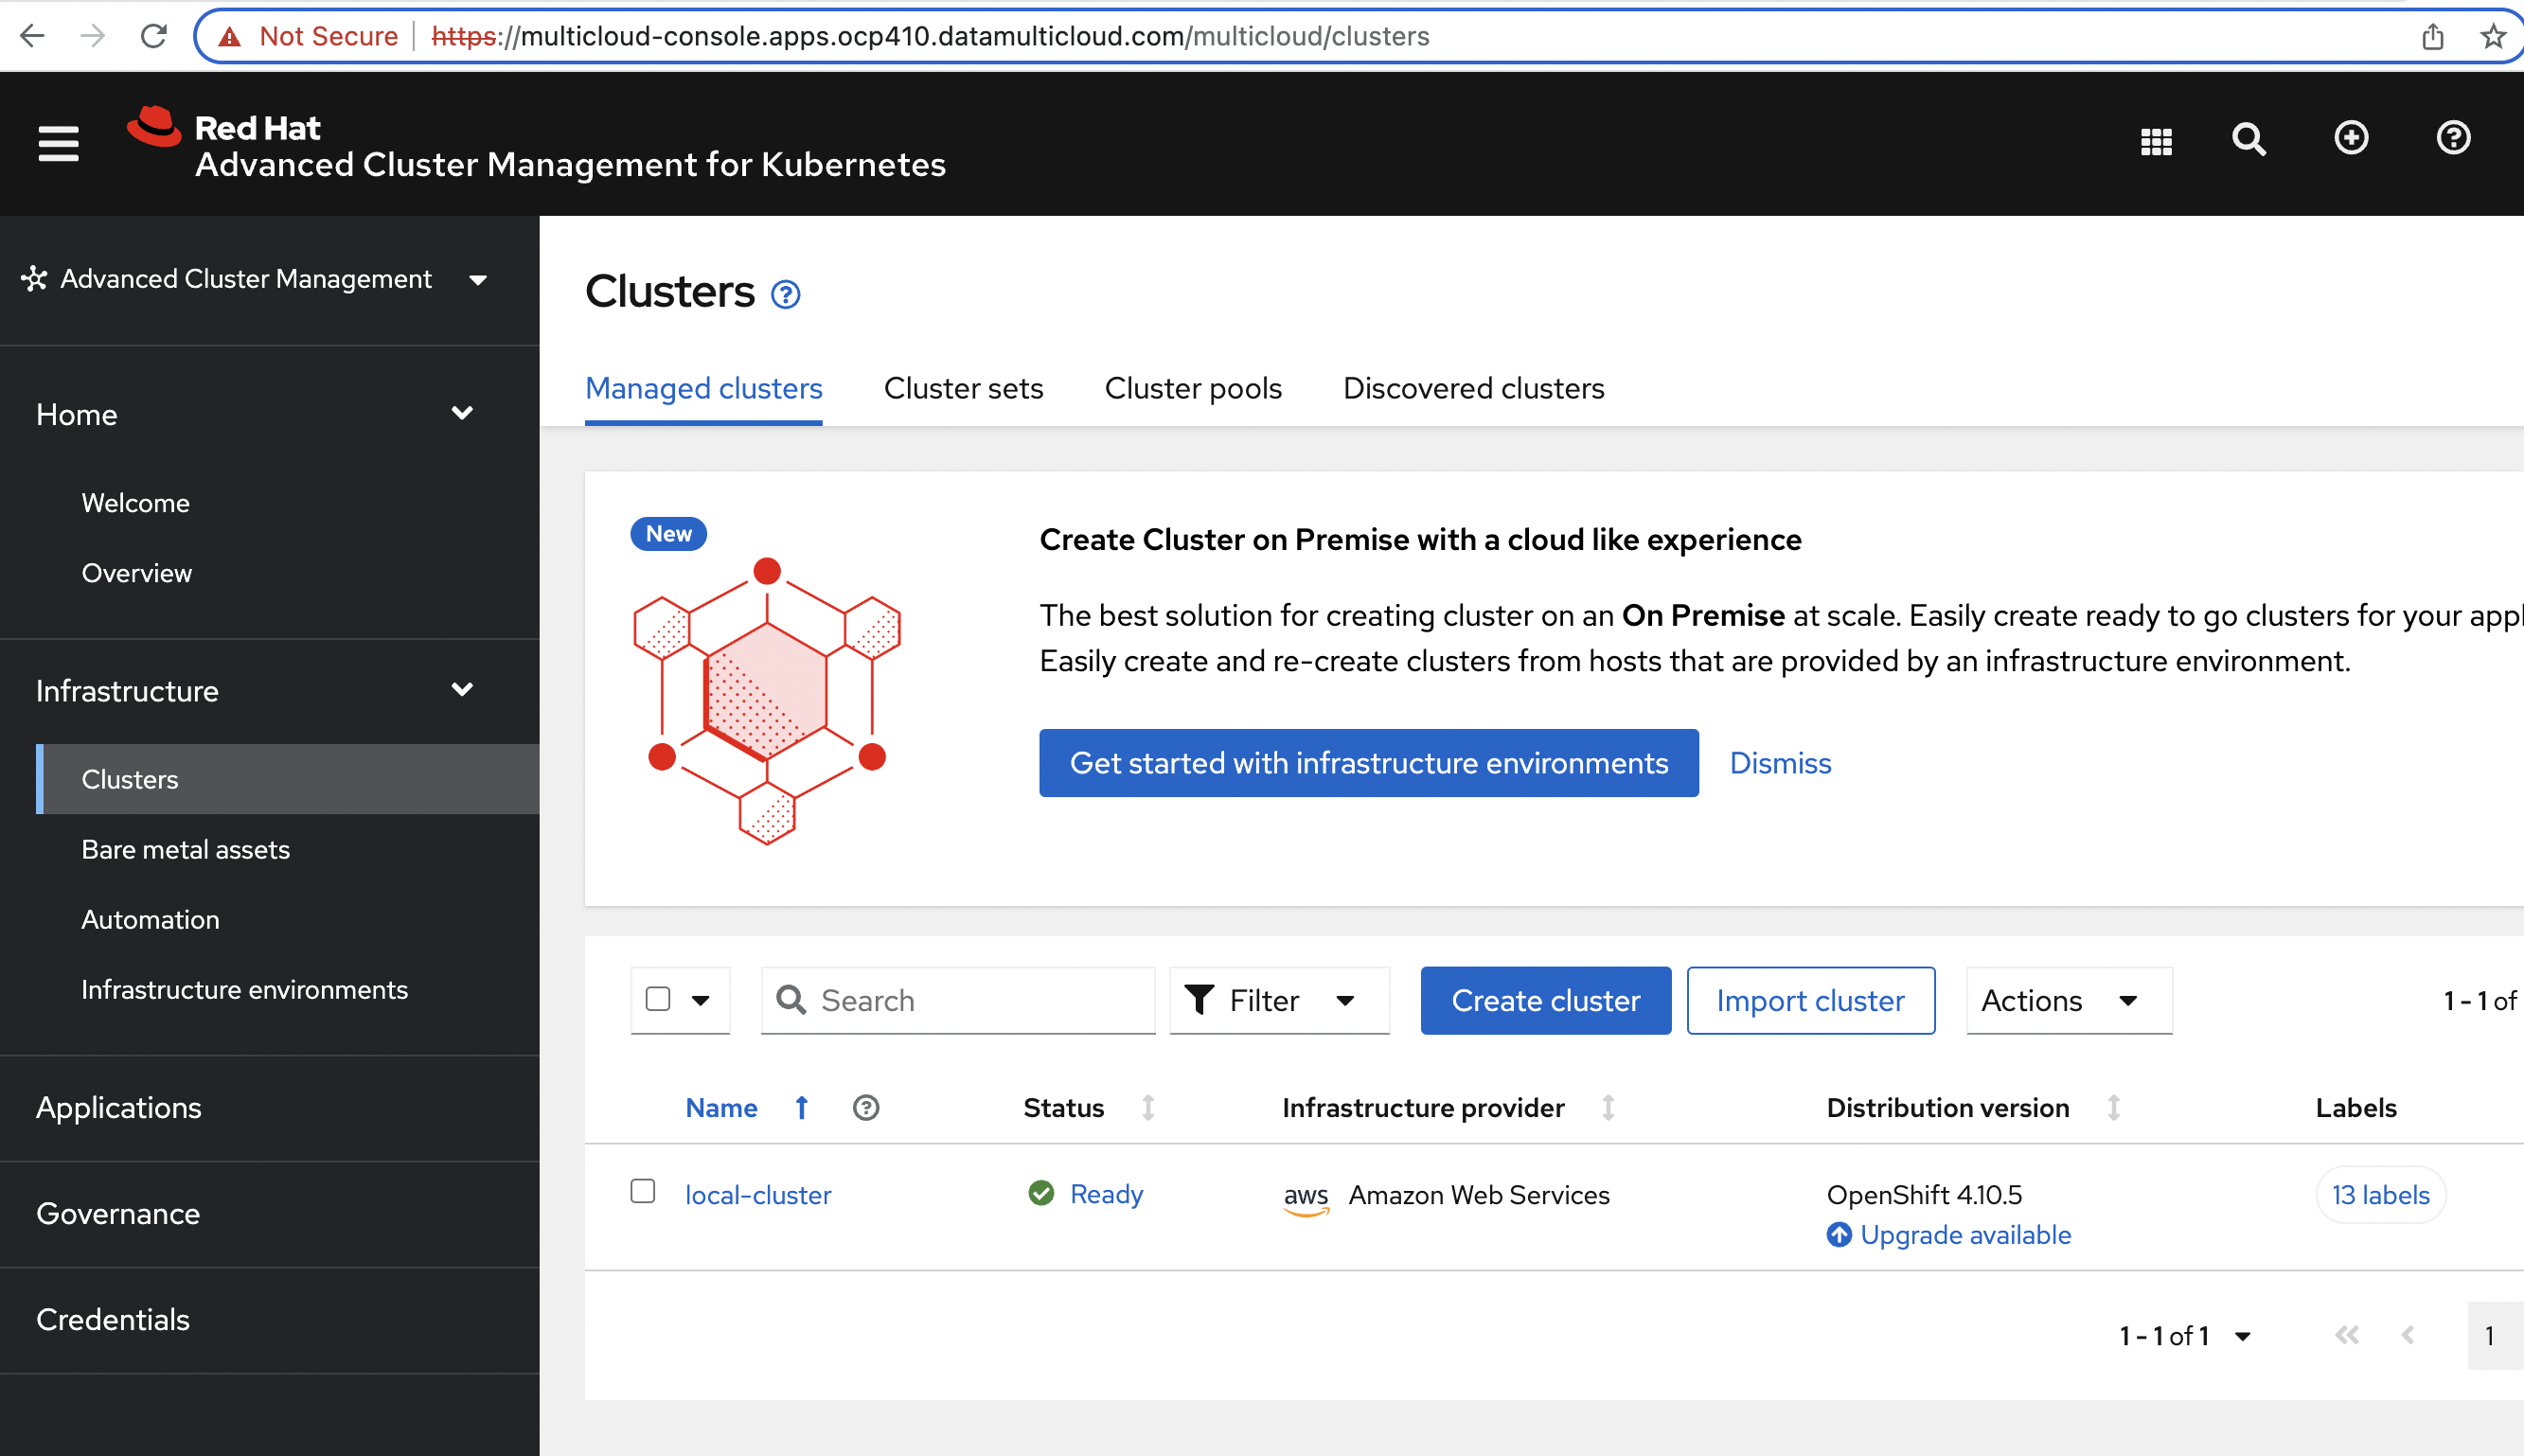 Not Secure https://multicloud-console.apps.ocp410.datamulticloud.com/multicloud/clusters
Red Hat
Advanced Cluster Management for Kubernetes
Advanced Cluster Management
Home
Welcome
Overview
Infrastructure
Clusters
Bare metal assets
Automation
Infrastructure environments
Applications
Governance
Credentials
Clusters
Managed clusters Cluster sets Cluster pools Discovered clusters
New
Create Cluster on Premise with a cloud like experience
The best solution for creating cluster on an On Premise at scale. Easily create ready to go clusters for your
Easily create and re-create clusters from hosts that are provided by an infrastructure environment.
Get started with infrastructure environments Dismiss
Search Filter Create cluster Import cluster Actions 1 - 1 of
Name Status Infrastructure provider Distribution version Labels
local-cluster Ready aws Amazon Web Services OpenShift 4.10.5 13 labels
Upgrade available
1 - 1 of 1 1